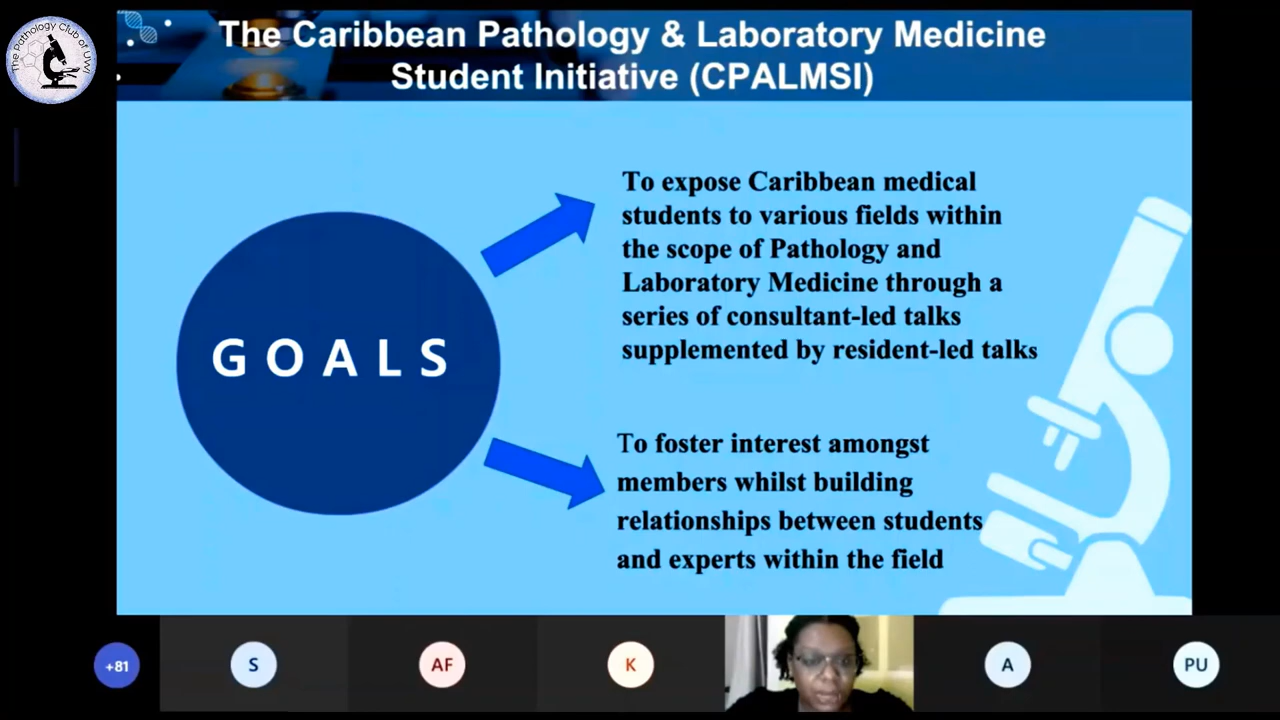 The Pathology Club of UWI
The Caribbean Pathology & Laboratory Medicine
Student Initiative (CPALMSI)
GOALS
To expose Caribbean medical
students to various fields within
the scope of Pathology and
Laboratory Medicine through a
series of consultant-led talks
supplemented by resident-led talks
To foster interest amongst
members whilst building
relationships between students
and experts within the field
+81
S
AF
K
A
PU